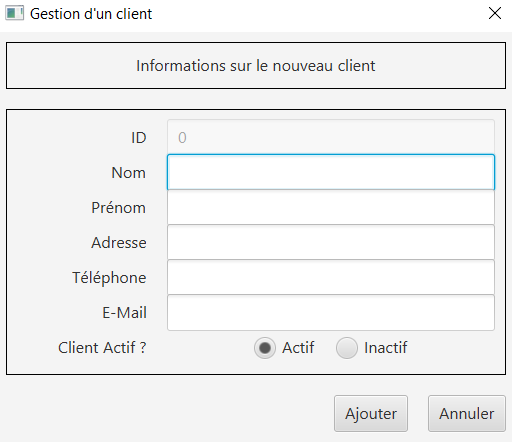 Gestion d'un client
Informations sur le nouveau client
ID 0
Nom
Prénom
Adresse
Téléphone
E-Mail
Client Actif ? Actif Inactif
Ajouter Annuler